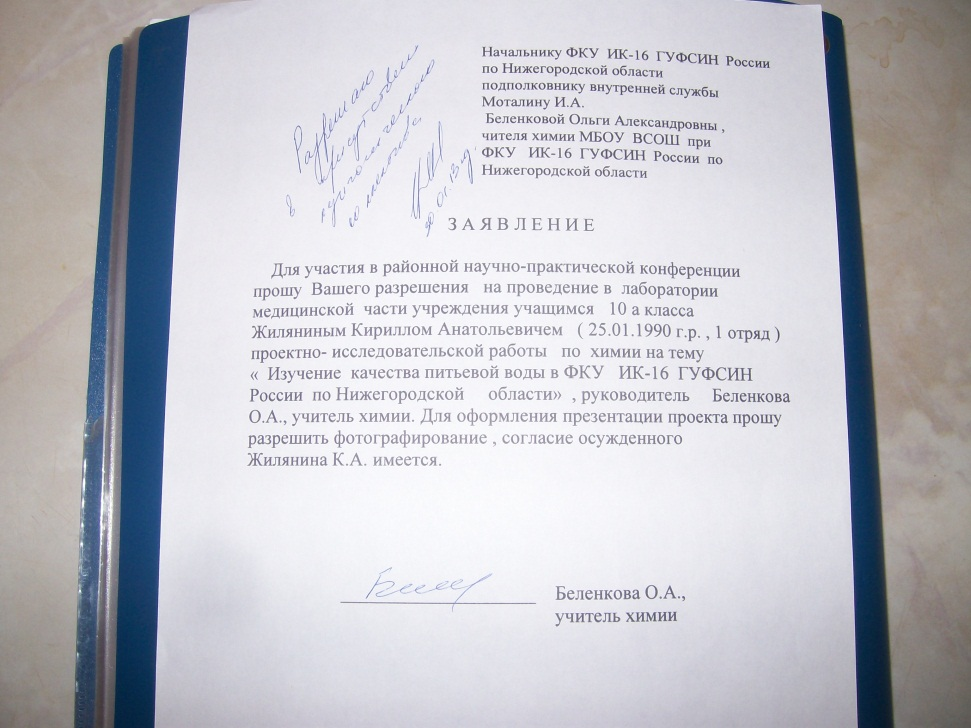 Разрешаю
в присутствии
Начальнику ФКУ ИК-16 ГУФСИН России
по Нижегородской области
подполковнику внутренней службы
Моталину И.А.
Беленковой Ольги Александровны ,
чителя химии МБОУ ВСОШ при
ФКУ ИК-16 ГУФСИН России по
Нижегородской области
З А Я В Л Е Н И Е
Для участия в районной научно-практической конференции
прошу Вашего разрешения на проведение в лаборатории
медицинской части учреждения учащимся 10 а класса
Жиляниным Кириллом Анатольевичем ( 25.01.1990 г.р. , 1 отряд )
проектно- исследовательской работы по химии на тему
« Изучение качества питьевой воды в ФКУ ИК-16 ГУФСИН
России по Нижегородской области» , руководитель Беленкова
О.А., учитель химии. Для оформления презентации проекта прошу
разрешить фотографирование , согласие осужденного
Жилянина К.А. имеется.
Беленкова О.А.,
учитель химии